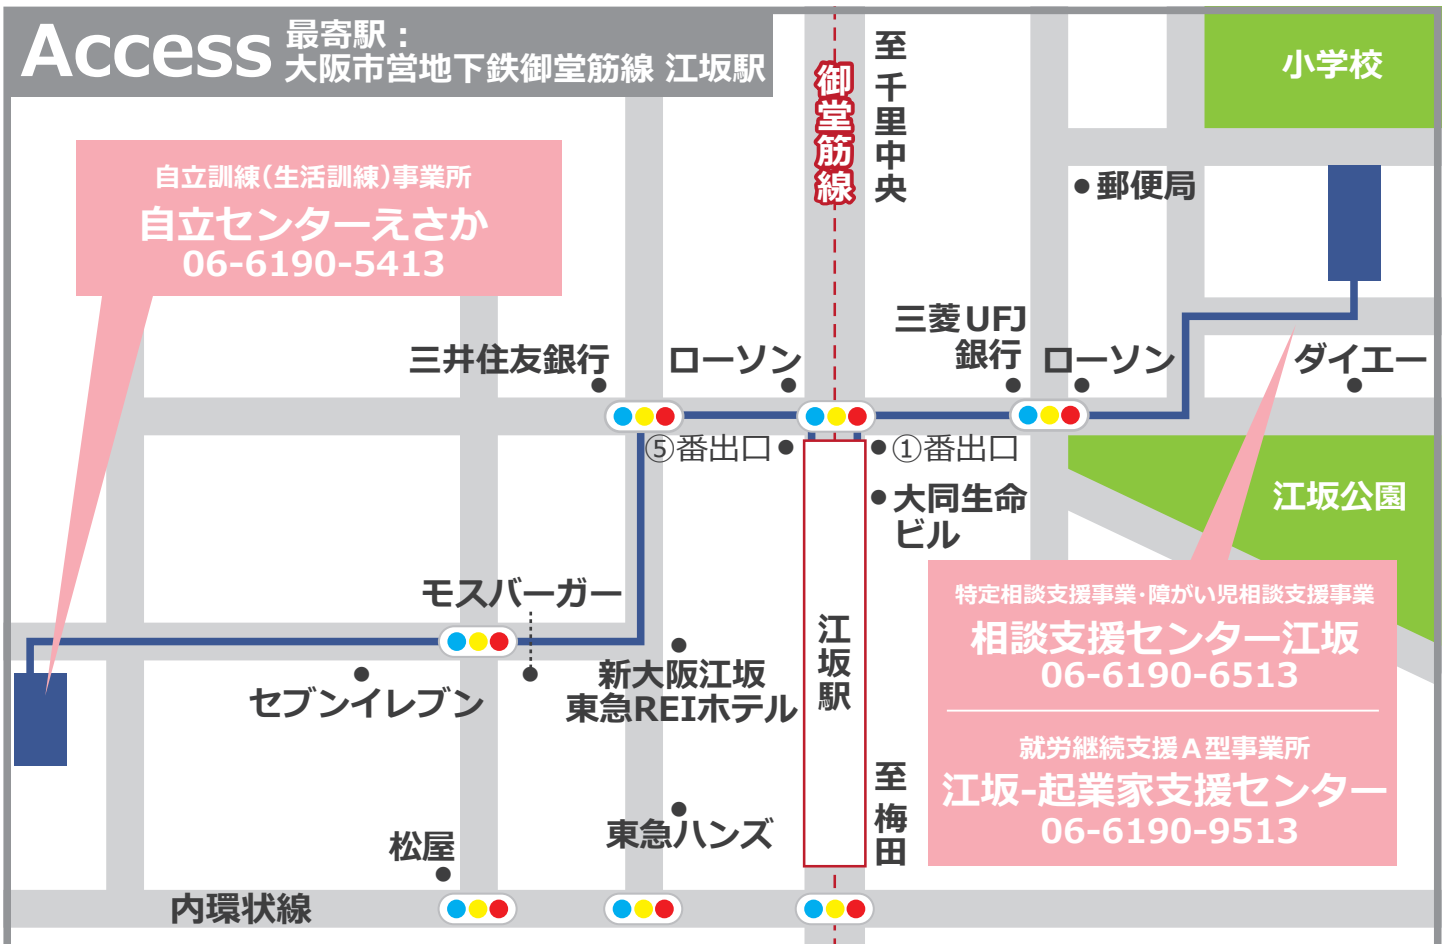 Access
最寄駅：
大阪市営地下鉄御堂筋線 江坂駅
御堂筋線
至 千里中央
小学校
自立訓練(生活訓練)事業所
自立センターえさか
06-6190-5413
郵便局
三菱UFJ
銀行
三井住友銀行
ローソン
ローソン
ダイエー
⑤番出口
①番出口
大同生命
ビル
江坂公園
モスバーガー
江坂駅
セブンイレブン
新大阪江坂
東急REIホテル
特定相談支援事業・障がい児相談支援事業
相談支援センター江坂
06-6190-6513
就労継続支援A型事業所
江坂-起業家支援センター
06-6190-9513
至 梅田
東急ハンズ
松屋
内環状線